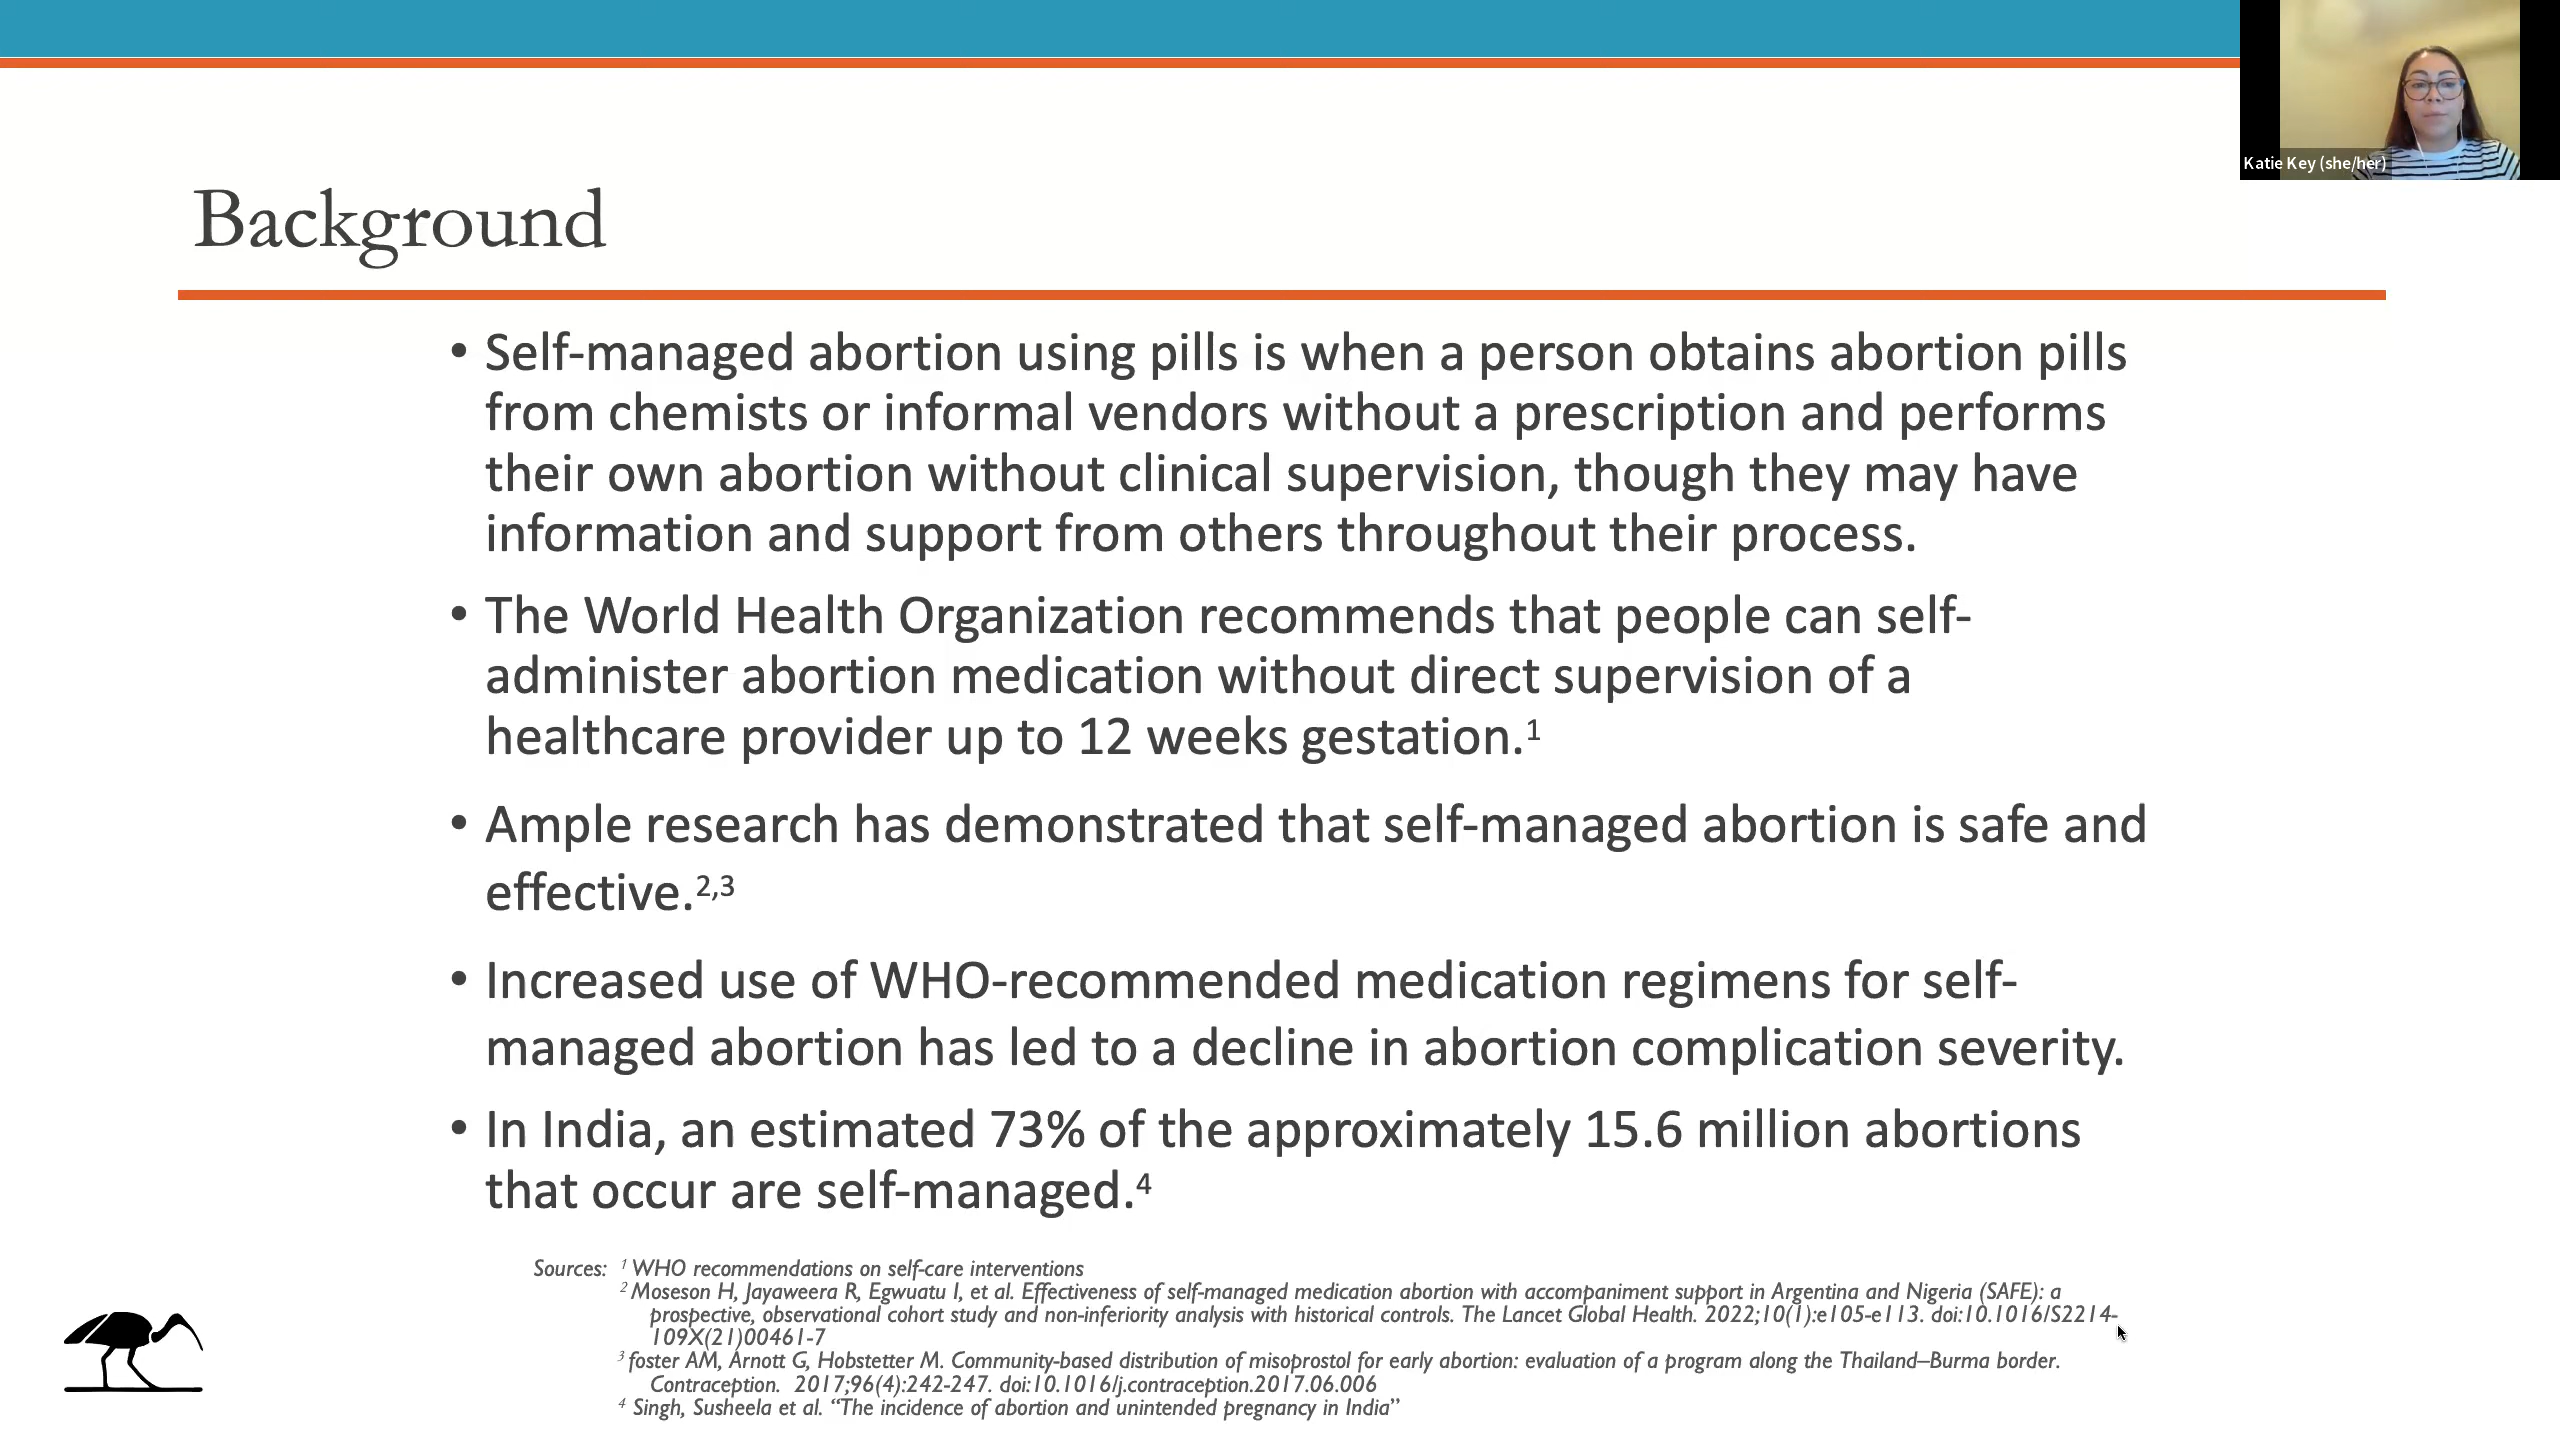 Katie Key (she/her)
Background
• Self-managed abortion using pills is when a person obtains abortion pills
from chemists or informal vendors without a prescription and performs
their own abortion without clinical supervision, though they may have
information and support from others throughout their process.
• The World Health Organization recommends that people can self-
administer abortion medication without direct supervision of a
healthcare provider up to 12 weeks gestation.¹
• Ample research has demonstrated that self-managed abortion is safe and
effective.²,³
• Increased use of WHO-recommended medication regimens for self-
managed abortion has led to a decline in abortion complication severity.
• In India, an estimated 73% of the approximately 15.6 million abortions
that occur are self-managed.⁴
Sources: ¹ WHO recommendations on self-care interventions
² Moseson H, Jayaweera R, Egwuatu I, et al. Effectiveness of self-managed medication abortion with accompaniment support in Argentina and Nigeria (SAFE): a
prospective, observational cohort study and non-inferiority analysis with historical controls. The Lancet Global Health. 2022;10(1):e105-e113. doi:10.1016/S2214-
109X(21)00461-7
³ foster AM, Arnott G, Hobstetter M. Community-based distribution of misoprostol for early abortion: evaluation of a program along the Thailand–Burma border.
Contraception. 2017;96(4):242-247. doi:10.1016/j.contraception.2017.06.006
⁴ Singh, Susheela et al. “The incidence of abortion and unintended pregnancy in India”